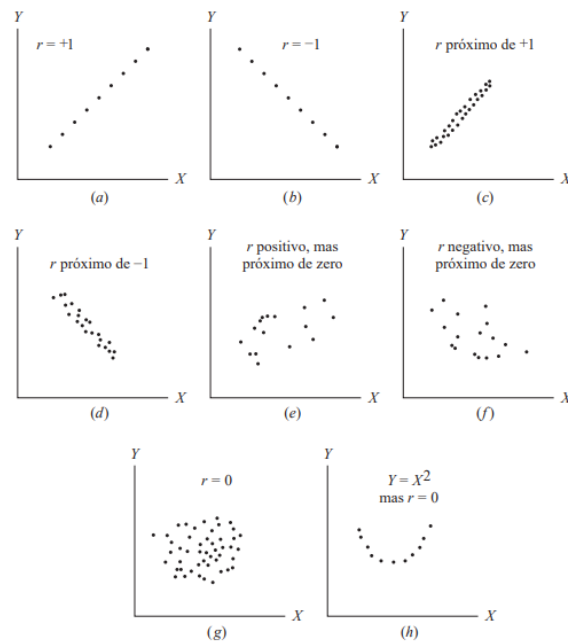 Y
r = +1
X
(a)
Y
r = −1
X
(b)
Y
r próximo de +1
X
(c)
Y
r próximo de −1
X
(d)
Y
r positivo, mas
próximo de zero
X
(e)
Y
r negativo, mas
próximo de zero
X
(f)
Y
r = 0
X
(g)
Y
Y = X²
mas r = 0
X
(h)